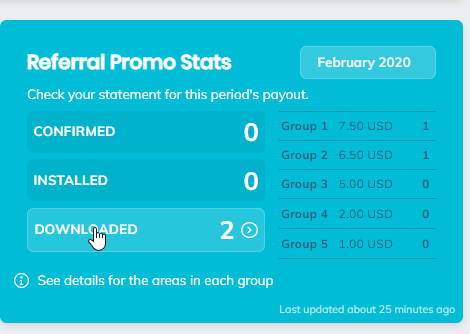 Referral Promo Stats
February 2020
Check your statement for this period's payout.
CONFIRMED 0
INSTALLED 0
DOWNLOADED 2
Group 1 7.50 USD 1
Group 2 6.50 USD 1
Group 3 5.00 USD 0
Group 4 2.00 USD 0
Group 5 1.00 USD 0
See details for the areas in each group
Last updated about 25 minutes ago